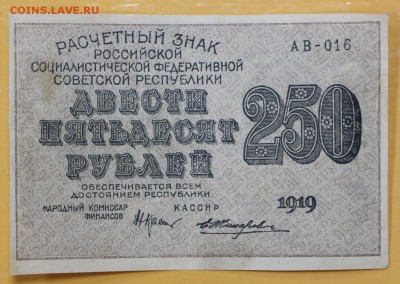 COINS.LAVE.RU
РАСЧЕТНЫЙ ЗНАК
РОССИЙСКОЙ
СОЦИАЛИСТИЧЕСКОЙ ФЕДЕРАТИВНОЙ
СОВЕТСКОЙ РЕСПУБЛИКИ
АВ-016
ДВЕСТИ
ПЯТЬДЕСЯТ
РУБЛЕЙ
250
ОБЕСПЕЧИВАЕТСЯ ВСЕМ
ДОСТОЯНИЕМ РЕСПУБЛИКИ.
1919
НАРОДНЫЙ КОМИССАР
ФИНАНСОВ
КАССИР